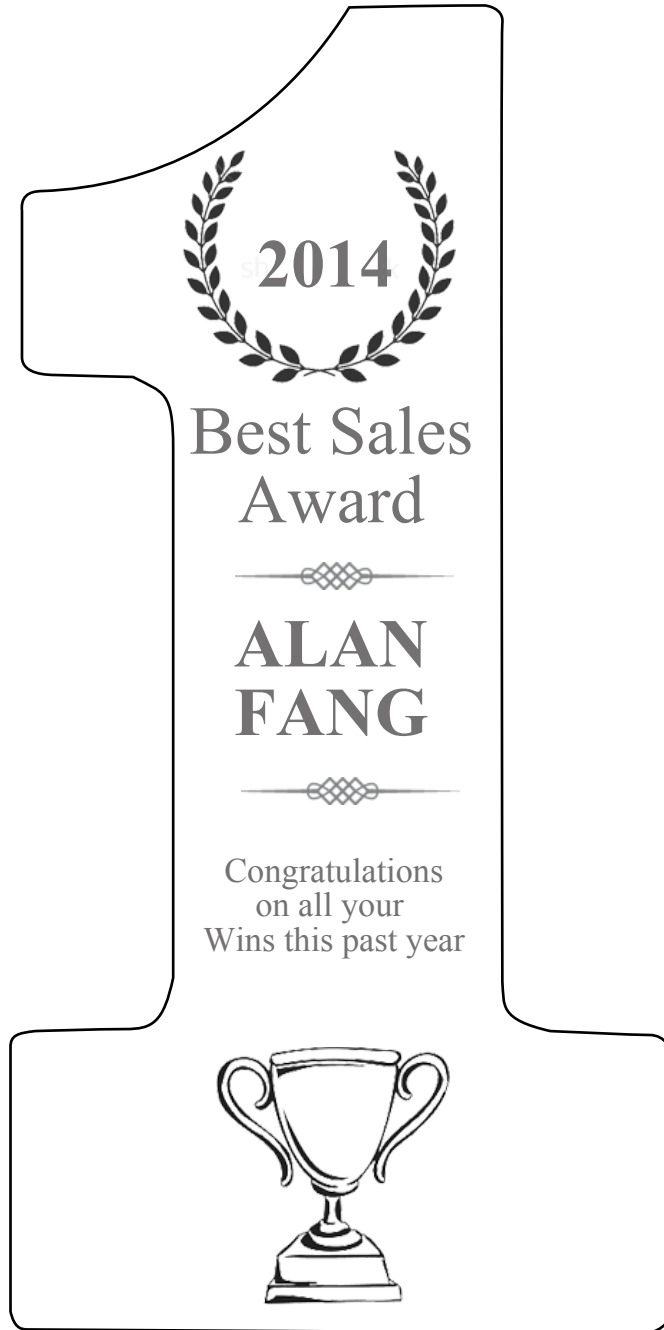 2014
Best Sales
Award
ALAN
FANG
Congratulations
on all your
Wins this past year